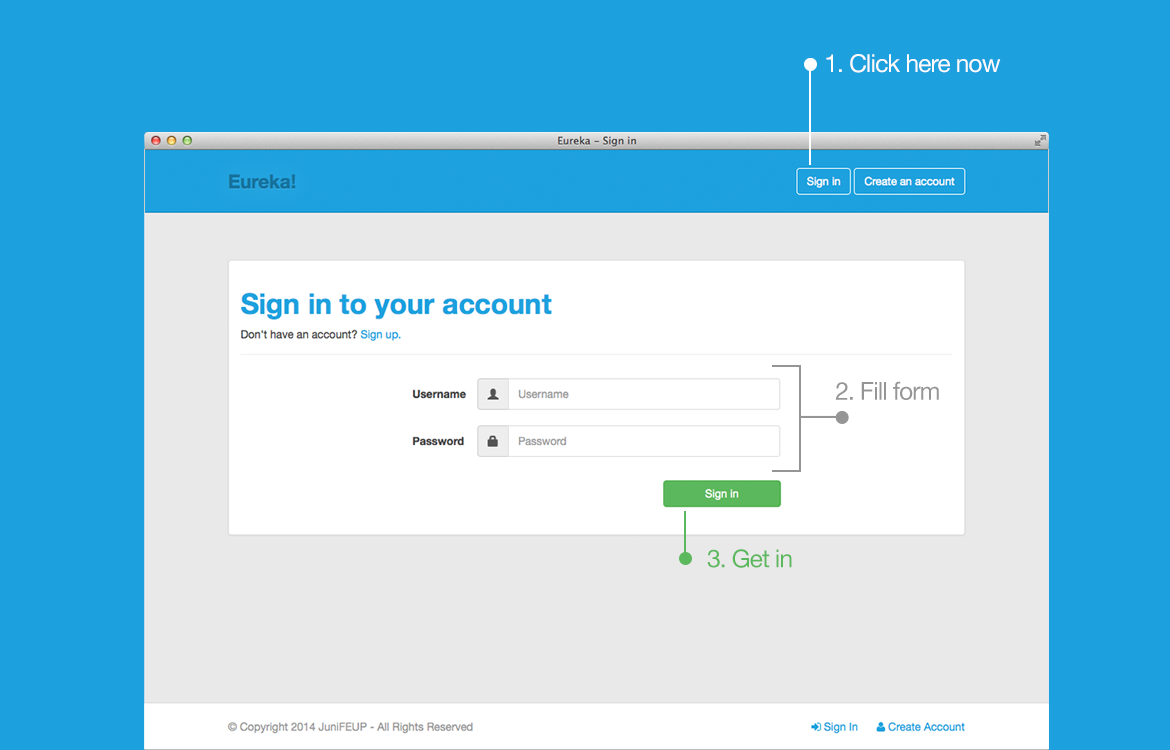 1. Click here now
Eureka – Sign in
Eureka!
Sign in
Create an account
Sign in to your account
Don't have an account? Sign up.
Username
Username
2. Fill form
Password
Password
Sign in
3. Get in
© Copyright 2014 JuniFEUP - All Rights Reserved
Sign In
Create Account